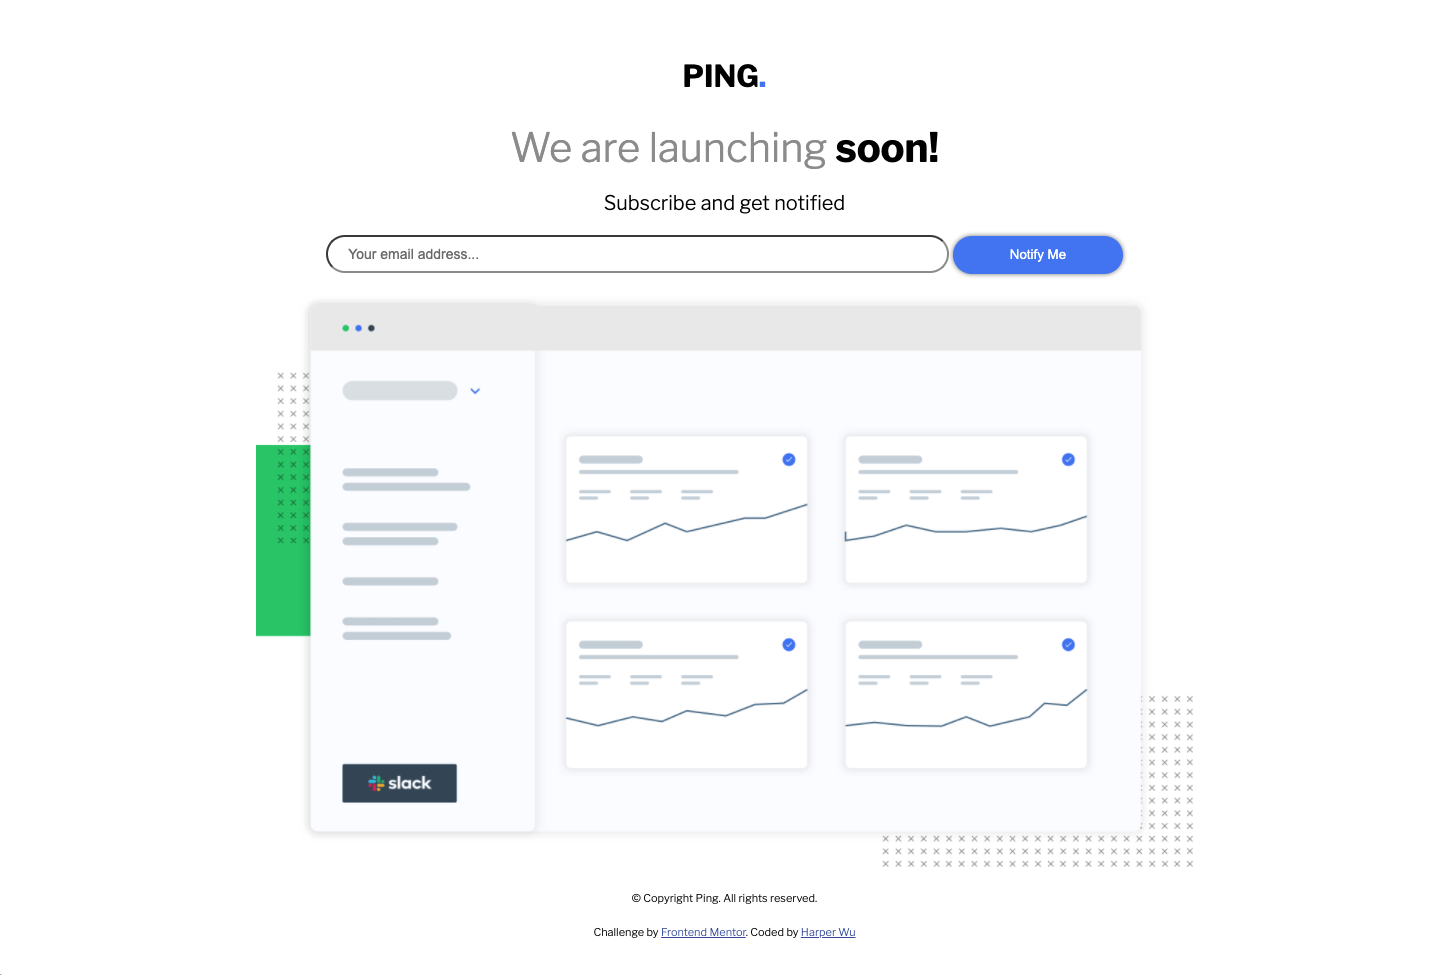 PING.
We are launching soon!
Subscribe and get notified
Your email address...
Notify Me
slack
© Copyright Ping. All rights reserved.
Challenge by Frontend Mentor. Coded by Harper Wu